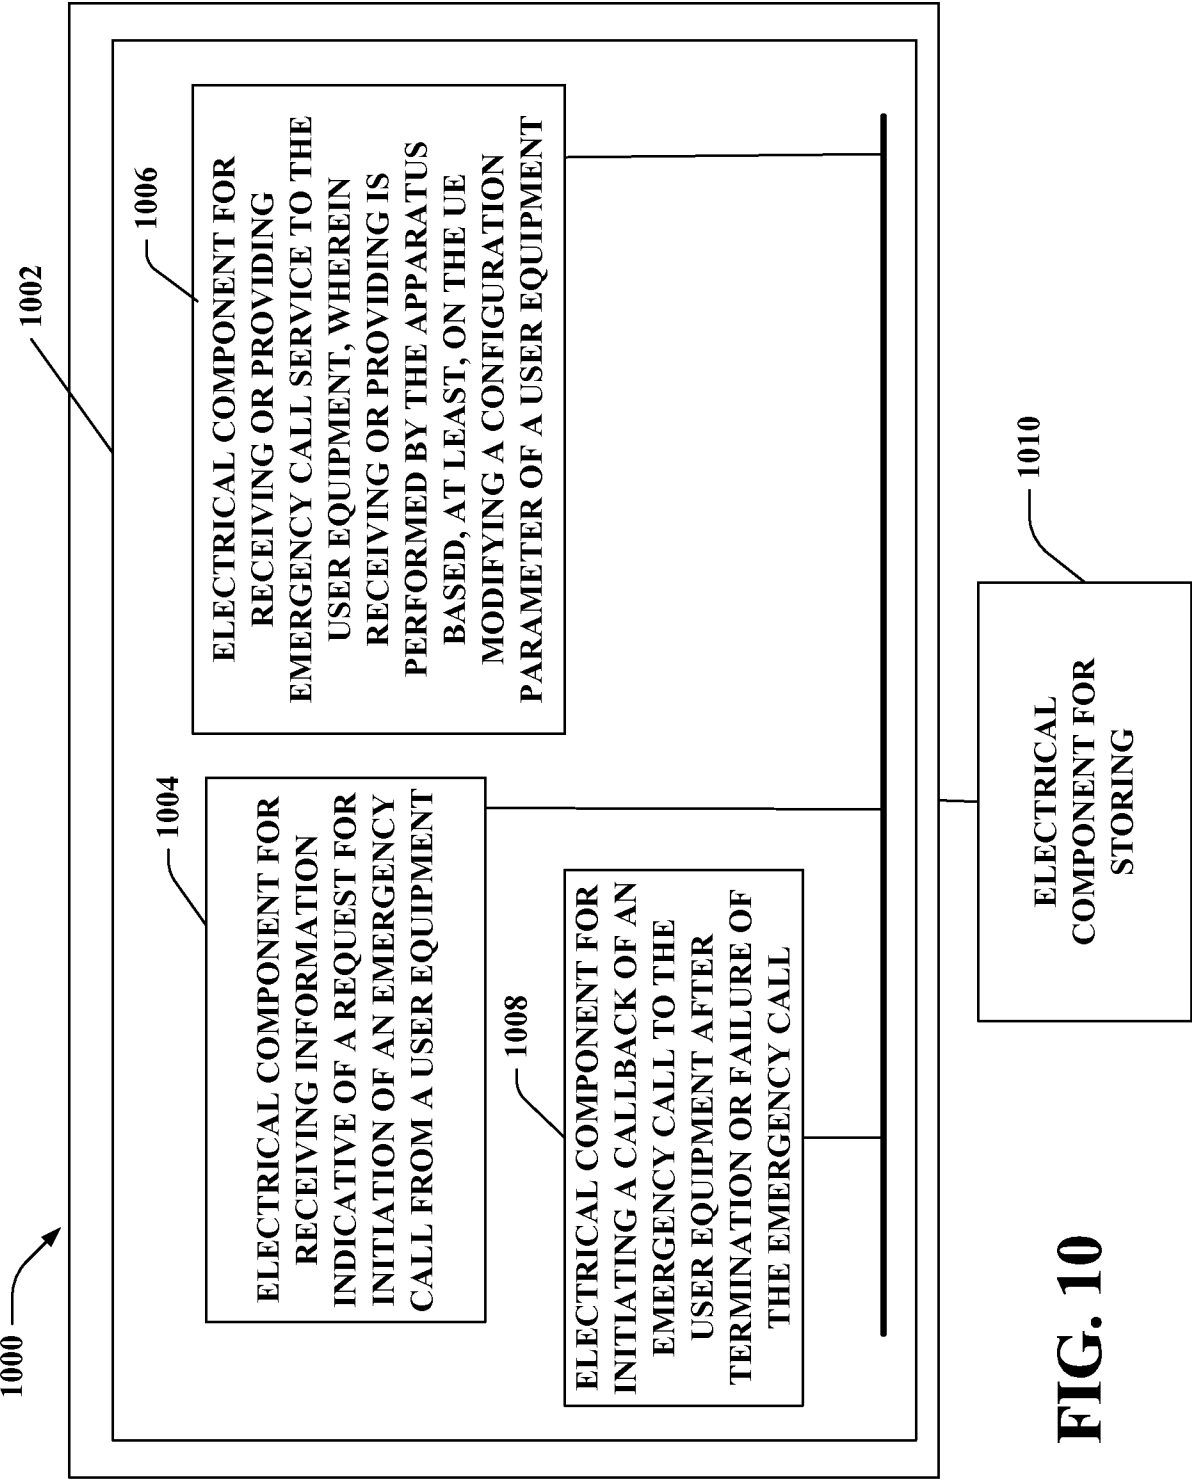 1000
1002
1004
ELECTRICAL COMPONENT FOR
RECEIVING INFORMATION
INDICATIVE OF A REQUEST FOR
INITIATION OF AN EMERGENCY
CALL FROM A USER EQUIPMENT
1006
ELECTRICAL COMPONENT FOR
RECEIVING OR PROVIDING
EMERGENCY CALL SERVICE TO THE
USER EQUIPMENT, WHEREIN
RECEIVING OR PROVIDING IS
PERFORMED BY THE APPARATUS
BASED, AT LEAST, ON THE UE
MODIFYING A CONFIGURATION
PARAMETER OF A USER EQUIPMENT
1008
ELECTRICAL COMPONENT FOR
INITIATING A CALLBACK OF AN
EMERGENCY CALL TO THE
USER EQUIPMENT AFTER
TERMINATION OR FAILURE OF
THE EMERGENCY CALL
1010
ELECTRICAL
COMPONENT FOR
STORING
FIG. 10